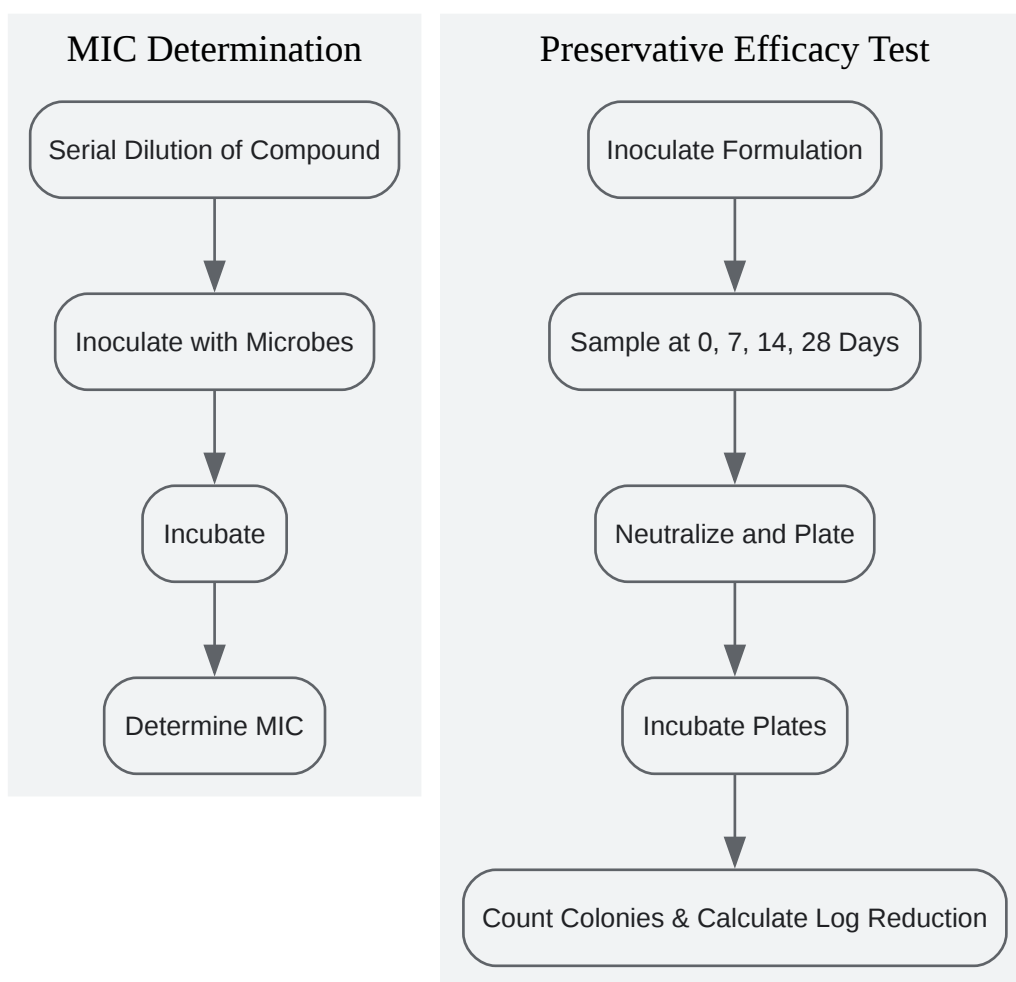 MIC Determination
Serial Dilution of Compound
Inoculate with Microbes
Incubate
Determine MIC
Preservative Efficacy Test
Inoculate Formulation
Sample at 0, 7, 14, 28 Days
Neutralize and Plate
Incubate Plates
Count Colonies & Calculate Log Reduction